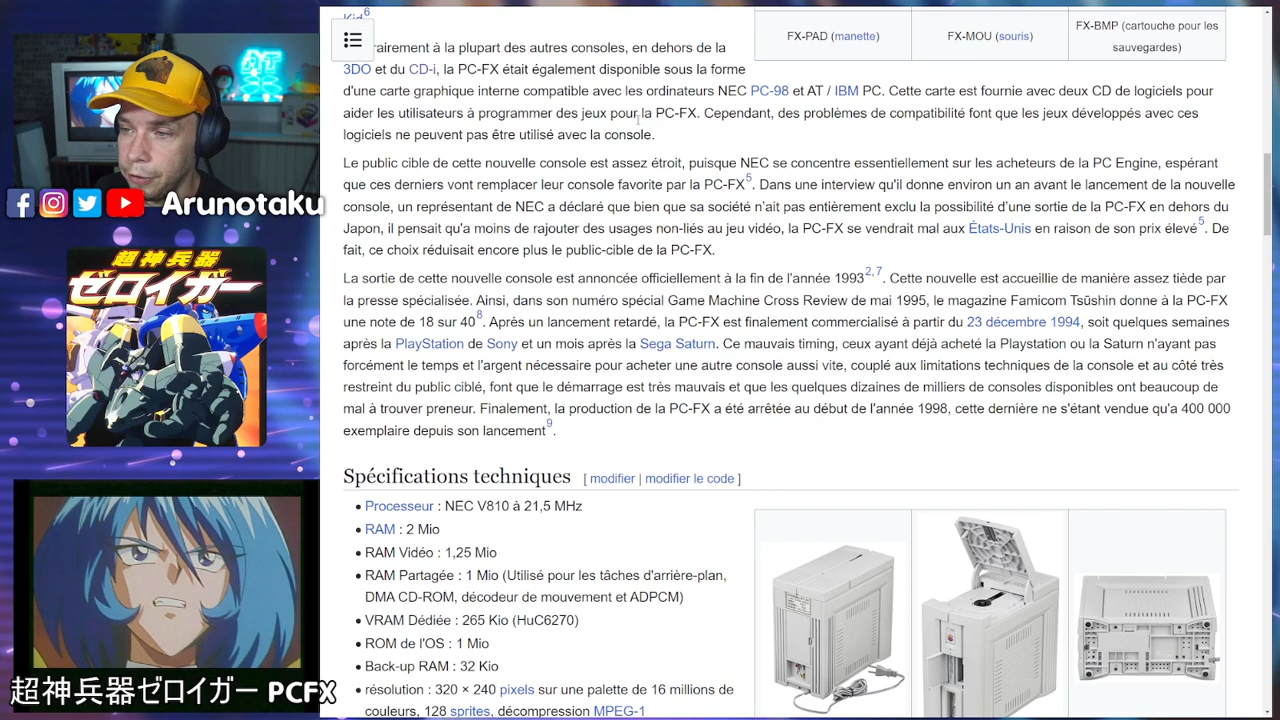 Arunotaku
超神兵器
ゼロイガー
超神兵器ゼロイガー PCFX
Kid6
rairement à la plupart des autres consoles, en dehors de la
3DO et du CD-i, la PC-FX était également disponible sous la forme
d'une carte graphique interne compatible avec les ordinateurs NEC PC-98 et AT / IBM PC. Cette carte est fournie avec deux CD de logiciels pour
aider les utilisateurs à programmer des jeux pour la PC-FX. Cependant, des problèmes de compatibilité font que les jeux développés avec ces
logiciels ne peuvent pas être utilisé avec la console.
FX-PAD (manette)
FX-MOU (souris)
FX-BMP (cartouche pour les
sauvegardes)
Le public cible de cette nouvelle console est assez étroit, puisque NEC se concentre essentiellement sur les acheteurs de la PC Engine, espérant
que ces derniers vont remplacer leur console favorite par la PC-FX5. Dans une interview qu'il donne environ un an avant le lancement de la nouvelle
console, un représentant de NEC a déclaré que bien que sa société n'ait pas entièrement exclu la possibilité d'une sortie de la PC-FX en dehors du
Japon, il pensait qu'a moins de rajouter des usages non-liés au jeu vidéo, la PC-FX se vendrait mal aux États-Unis en raison de son prix élevé5. De
fait, ce choix réduisait encore plus le public-cible de la PC-FX.
La sortie de cette nouvelle console est annoncée officiellement à la fin de l'année 19932,7. Cette nouvelle est accueillie de manière assez tiède par
la presse spécialisée. Ainsi, dans son numéro spécial Game Machine Cross Review de mai 1995, le magazine Famicom Tsūshin donne à la PC-FX
une note de 18 sur 408. Après un lancement retardé, la PC-FX est finalement commercialisé à partir du 23 décembre 1994, soit quelques semaines
après la PlayStation de Sony et un mois après la Sega Saturn. Ce mauvais timing, ceux ayant déjà acheté la Playstation ou la Saturn n'ayant pas
forcément le temps et l'argent nécessaire pour acheter une autre console aussi vite, couplé aux limitations techniques de la console et au côté très
restreint du public ciblé, font que le démarrage est très mauvais et que les quelques dizaines de milliers de consoles disponibles ont beaucoup de
mal à trouver preneur. Finalement, la production de la PC-FX a été arrêtée au début de l'année 1998, cette dernière ne s'étant vendue qu'a 400 000
exemplaire depuis son lancement9.
Spécifications techniques [ modifier | modifier le code ]
• Processeur : NEC V810 à 21,5 MHz
• RAM : 2 Mio
• RAM Vidéo : 1,25 Mio
• RAM Partagée : 1 Mio (Utilisé pour les tâches d'arrière-plan,
DMA CD-ROM, décodeur de mouvement et ADPCM)
• VRAM Dédiée : 265 Kio (HuC6270)
• ROM de l'OS : 1 Mio
• Back-up RAM : 32 Kio
• résolution : 320 × 240 pixels sur une palette de 16 millions de
couleurs, 128 sprites, décompression MPEG-1